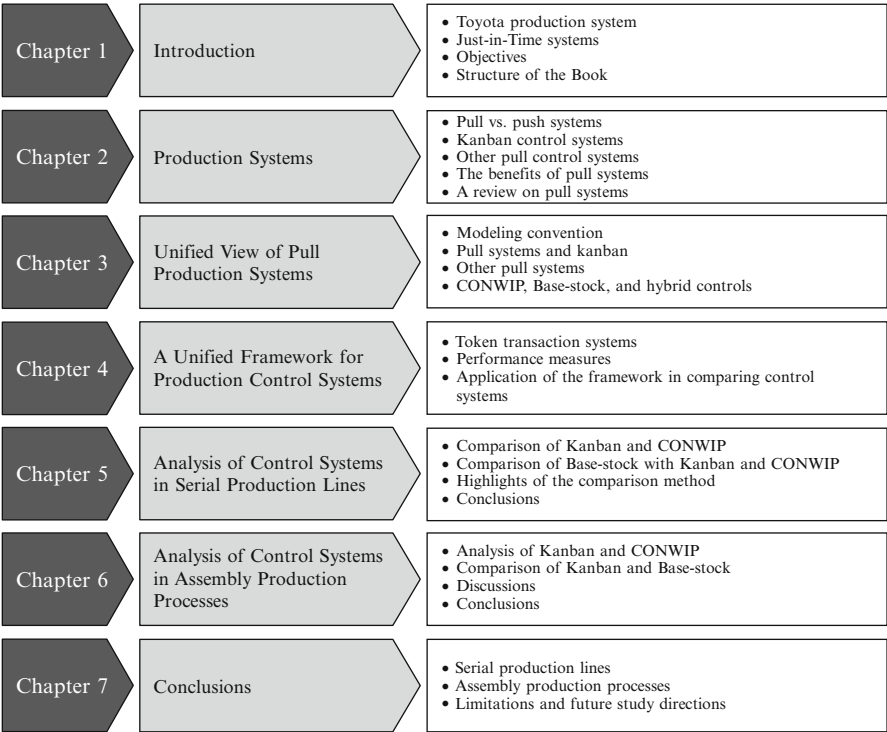 Chapter 1
Introduction
• Toyota production system
• Just-in-Time systems
• Objectives
• Structure of the Book
Chapter 2
Production Systems
• Pull vs. push systems
• Kanban control systems
• Other pull control systems
• The benefits of pull systems
• A review on pull systems
Chapter 3
Unified View of Pull
Production Systems
• Modeling convention
• Pull systems and kanban
• Other pull systems
• CONWIP, Base-stock, and hybrid controls
Chapter 4
A Unified Framework for
Production Control Systems
• Token transaction systems
• Performance measures
• Application of the framework in comparing control
systems
Chapter 5
Analysis of Control Systems
in Serial Production Lines
• Comparison of Kanban and CONWIP
• Comparison of Base-stock with Kanban and CONWIP
• Highlights of the comparison method
• Conclusions
Chapter 6
Analysis of Control Systems
in Assembly Production
Processes
• Analysis of Kanban and CONWIP
• Comparison of Kanban and Base-stock
• Discussions
• Conclusions
Chapter 7
Conclusions
• Serial production lines
• Assembly production processes
• Limitations and future study directions